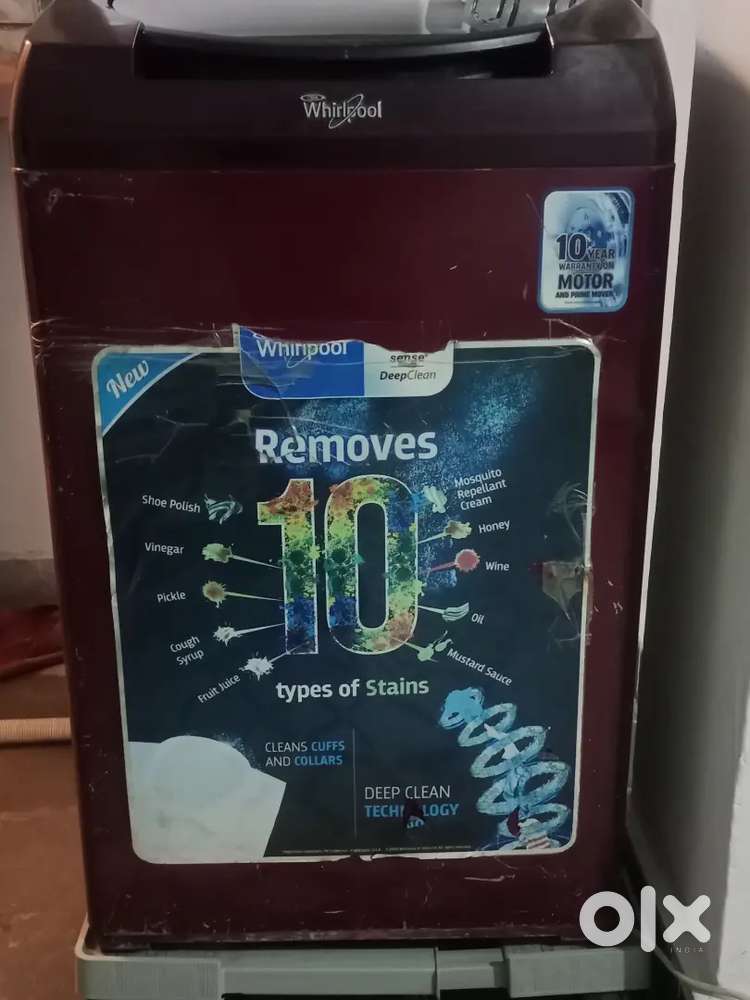 Whirlpool
10 YEAR
WARRANTY ON
MOTOR
AND PRIME MOVER
New
Whirlpool
sense
DeepClean
Removes
10
Shoe Polish
Vinegar
Pickle
Cough
Syrup
Fruit Juice
Mosquito
Repellant
Cream
Honey
Wine
Oil
Mustard Sauce
types of Stains
CLEANS CUFFS
AND COLLARS
DEEP CLEAN
olx
INDIA